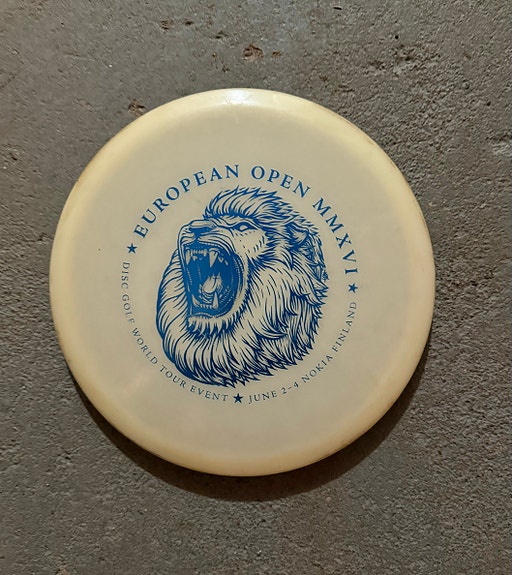 ★ EUROPEAN OPEN MMXVI ★
DISC GOLF WORLD TOUR EVENT ★ JUNE 2-4 NOKIA FINLAND